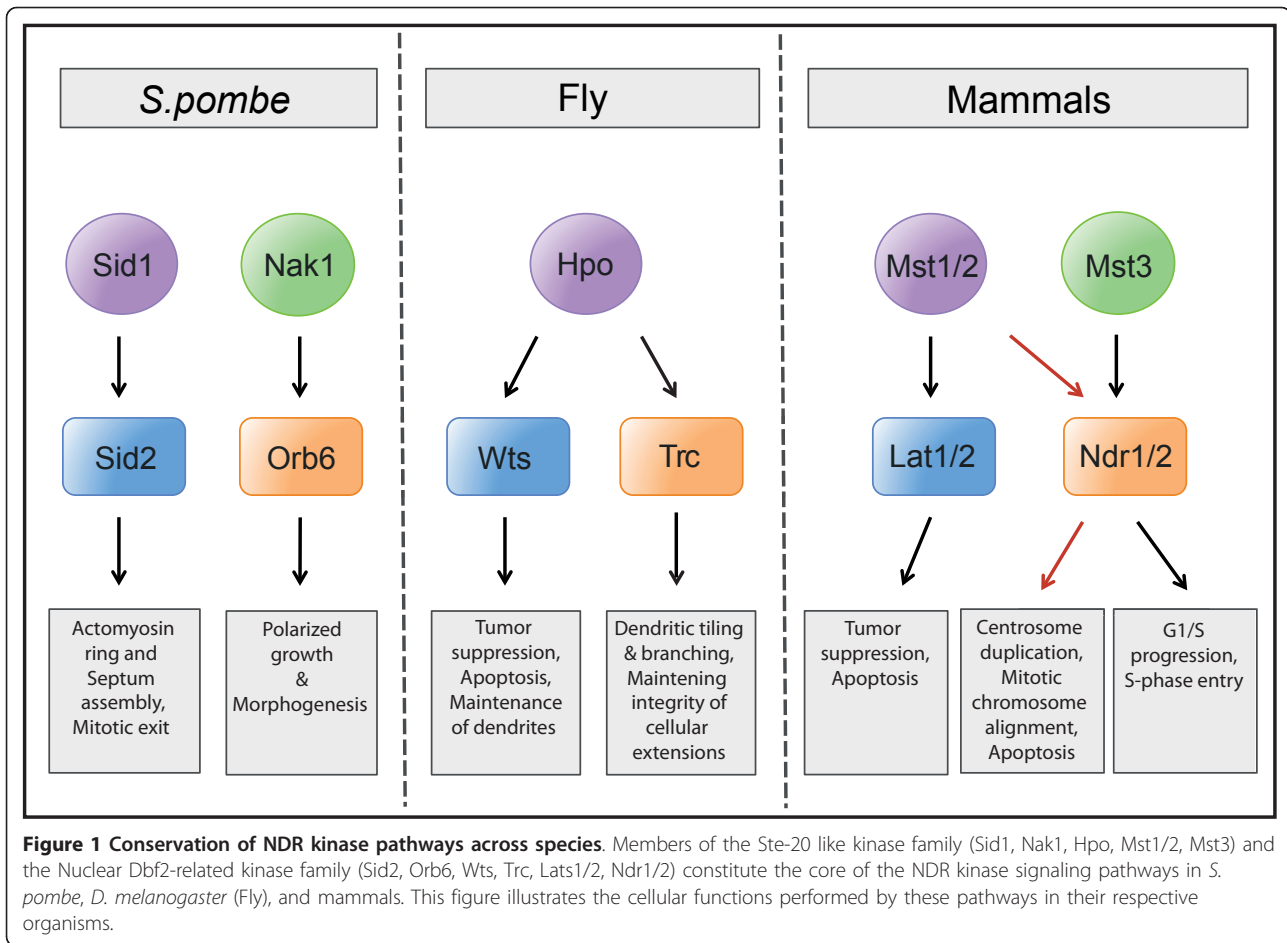 S.pombe
Fly
Mammals
Sid1
Nak1
Hpo
Mst1/2
Mst3
Sid2
Orb6
Wts
Trc
Lat1/2
Ndr1/2
Actomyosin
ring and
Septum
assembly,
Mitotic exit
Polarized
growth
&
Morphogenesis
Tumor
suppression,
Apoptosis,
Maintenance
of dendrites
Dendritic tiling
& branching,
Maintening
integrity of
cellular
extensions
Tumor
suppression,
Apoptosis
Centrosome
duplication,
Mitotic
chromosome
alignment,
Apoptosis
G1/S
progression,
S-phase entry
Figure 1 Conservation of NDR kinase pathways across species. Members of the Ste-20 like kinase family (Sid1, Nak1, Hpo, Mst1/2, Mst3) and
the Nuclear Dbf2-related kinase family (Sid2, Orb6, Wts, Trc, Lats1/2, Ndr1/2) constitute the core of the NDR kinase signaling pathways in S.
pombe, D. melanogaster (Fly), and mammals. This figure illustrates the cellular functions performed by these pathways in their respective
organisms.